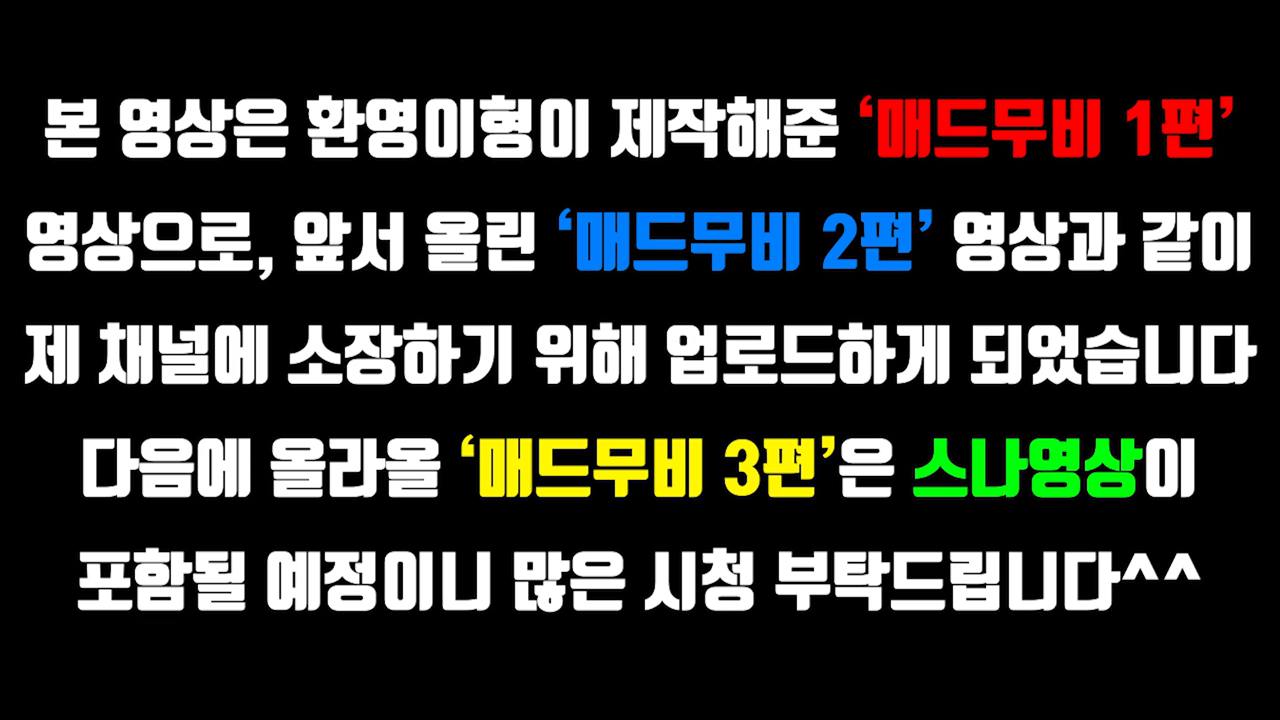 본 영상은 환영이형이 제작해준 ‘매드무비 1편’
영상으로, 앞서 올린 ‘매드무비 2편’ 영상과 같이
제 채널에 소장하기 위해 업로드하게 되었습니다
다음에 올라올 ‘매드무비 3편’은 스나영상이
포함될 예정이니 많은 시청 부탁드립니다^^